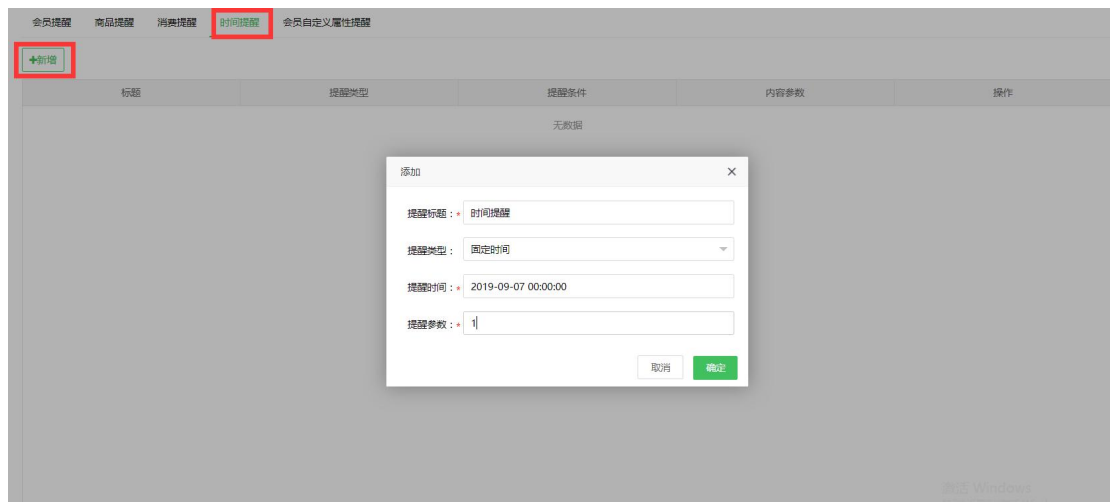 会员提醒 商品提醒 消费提醒 时间提醒 会员自定义属性提醒
+新增
标题 提醒类型 提醒条件 内容参数 操作
无数据
添加 ×
提醒标题：* 时间提醒
提醒类型： 固定时间
提醒时间：* 2019-09-07 00:00:00
提醒参数：* 1
取消 确定
激活 Windows